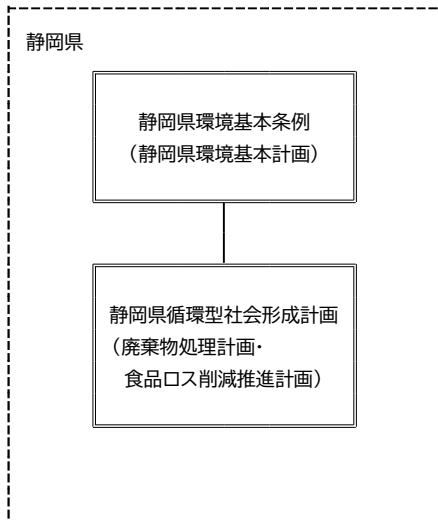 静岡県
静岡県環境基本条例
（静岡県環境基本計画）
静岡県循環型社会形成計画
（廃棄物処理計画・
食品ロス削減推進計画）